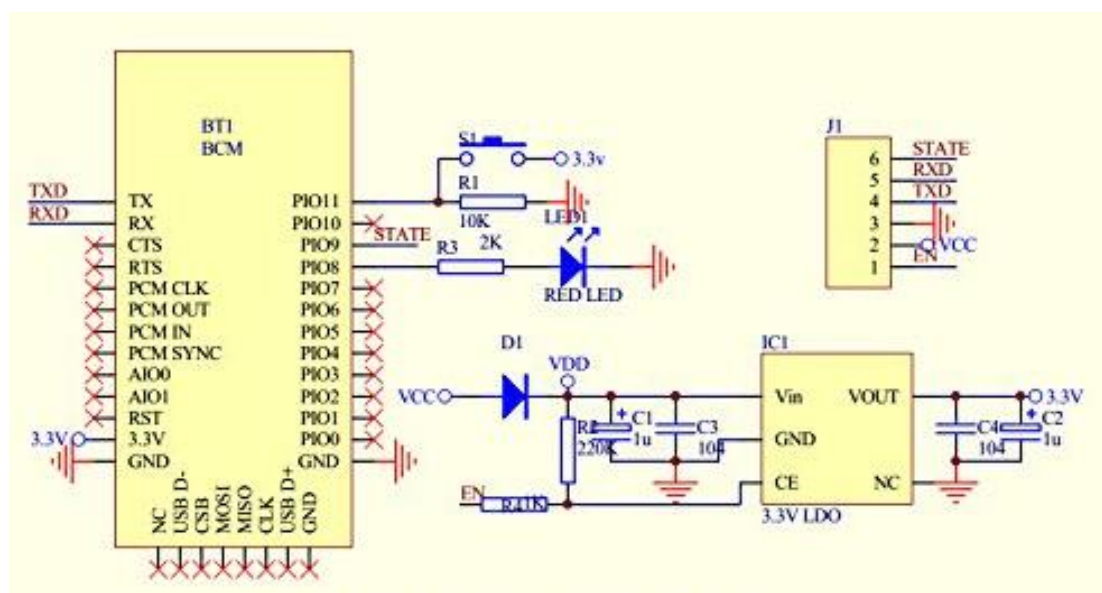 BT1
BCM
TXD
RXD
TX
RX
CTS
RTS
PCM CLK
PCM OUT
PCM IN
PCM SYNC
AIO0
AIO1
RST
3.3V
3.3V
GND
PIO11
PIO10
PIO9
PIO8
PIO7
PIO6
PIO5
PIO4
PIO3
PIO2
PIO1
PIO0
GND
NC
USB D-
CSB
MOSI
MISO
CLK
USB D+
GND
S1
3.3v
R1
10K
STATE
R3
2K
LED1
RED LED
J1
6
STATE
5
RXD
4
TXD
3
2
VCC
1
EN
D1
VCC
VDD
R2
220K
C1
1u
C3
104
EN
R4
1K
IC1
Vin
GND
CE
VOUT
NC
3.3V LDO
3.3V
C4
104
C2
1u